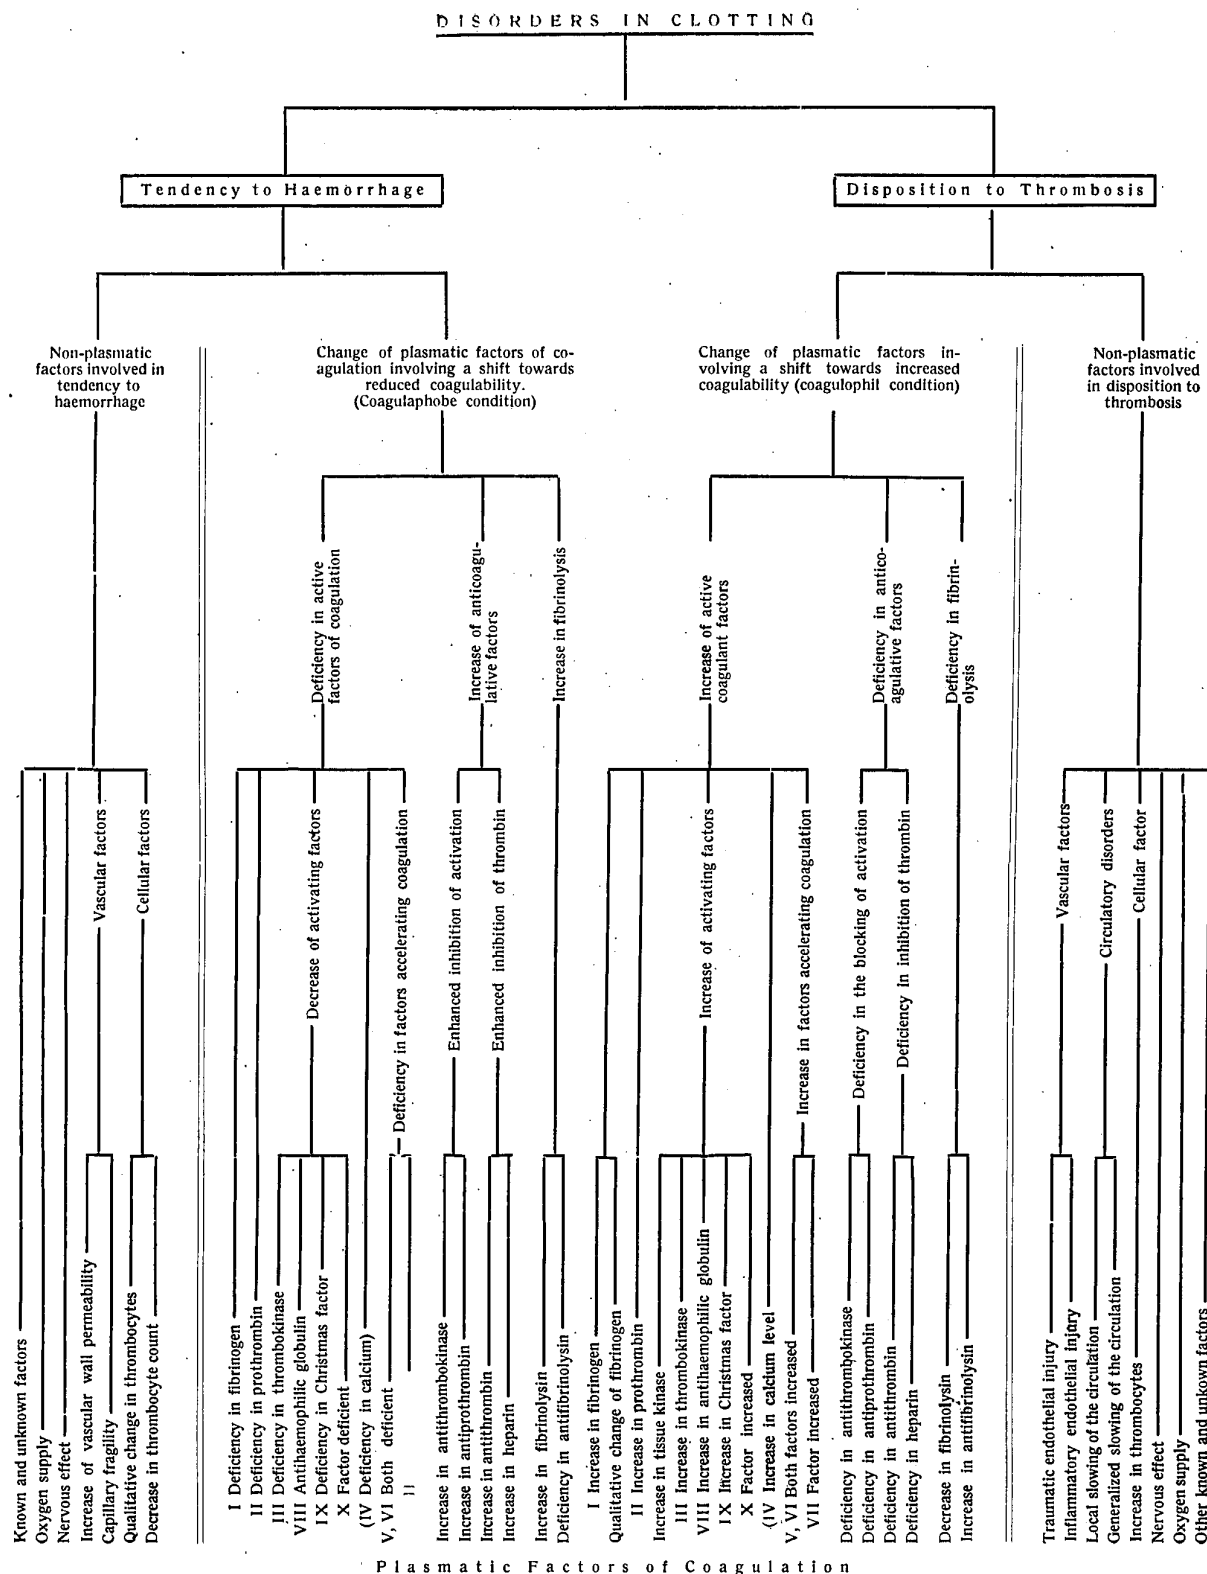 DISORDERS IN CLOTTING
Tendency to Haemorrhage
Disposition to Thrombosis
Non-plasmatic
factors involved in
tendency to
haemorrhage
Change of plasmatic factors of co-
agulation involving a shift towards
reduced coagulability.
(Coagulaphobe condition)
Change of plasmatic factors in-
volving a shift towards increased
coagulability (coagulophil condition)
Non-plasmatic
factors involved
in disposition to
thrombosis
Deficiency in active
factors of coagulation
Increase of anticoagu-
lative factors
Increase in fibrinolysis
Increase of active
coagulant factors
Deficiency in antico-
agulative factors
Deficiency in fibrin-
olysis
Vascular factors
Cellular factors
Decrease of activating factors
Deficiency in factors accelerating coagulation
Enhanced inhibition of activation
Enhanced inhibition of thrombin
Increase of activating factors
Increase in factors accelerating coagulation
Deficiency in the blocking of activation
Deficiency in inhibition of thrombin
Vascular factors
Circulatory disorders
Cellular factor
Known and unknown factors
Oxygen supply
Nervous effect
Increase of vascular wall permeability
Capillary fragility
Qualitative change in thrombocytes
Decrease in thrombocyte count
I Deficiency in fibrinogen
II Deficiency in prothrombin
III Deficiency in thrombokinase
VIII Antihaemophilic globulin
IX Deficiency in Christmas factor
X Factor deficient
(IV Deficiency in calcium)
V, VI Both deficient
Increase in antithrombokinase
Increase in antiprothrombin
Increase in antithrombin
Increase in heparin
Increase in fibrinolysin
Deficiency in antifibrinolysin
I Increase in fibrinogen
Qualitative change of fibrinogen
II Increase in prothrombin
Increase in tissue kinase
III Increase in thrombokinase
VIII Increase in antihaemophilic globulin
IX Increase in Christmas factor
X Factor increased
(IV Increase in calcium level
V, VI Both factors increased
VII Factor increased
Deficiency in antithrombokinase
Deficiency in antiprothrombin
Deficiency in antithrombin
Deficiency in heparin
Decrease in fibrinolysin
Increase in antifibrinolysin
Traumatic endothelial injury
Inflammatory endothelial injury
Local slowing of the circulation
Generalized slowing of the circulation
Increase in thrombocytes
Nervous effect
Oxygen supply
Other known and unknown factors
Plasmatic Factors of Coagulation